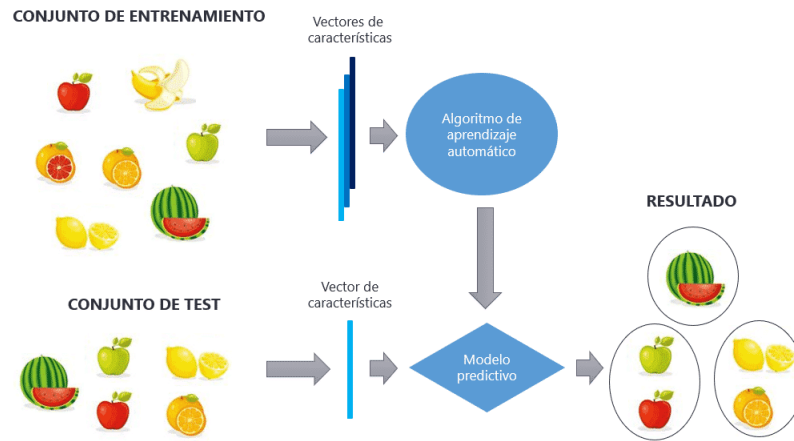 CONJUNTO DE ENTRENAMIENTO
Vectores de
características
Algoritmo de
aprendizaje
automático
RESULTADO
CONJUNTO DE TEST
Vector de
características
Modelo
predictivo